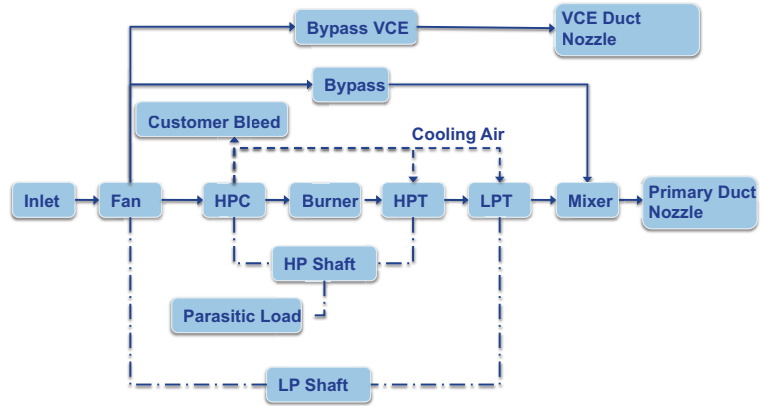 Bypass VCE
VCE Duct
Nozzle
Bypass
Customer Bleed
Cooling Air
Inlet
Fan
HPC
Burner
HPT
LPT
Mixer
Primary Duct
Nozzle
HP Shaft
Parasitic Load
LP Shaft